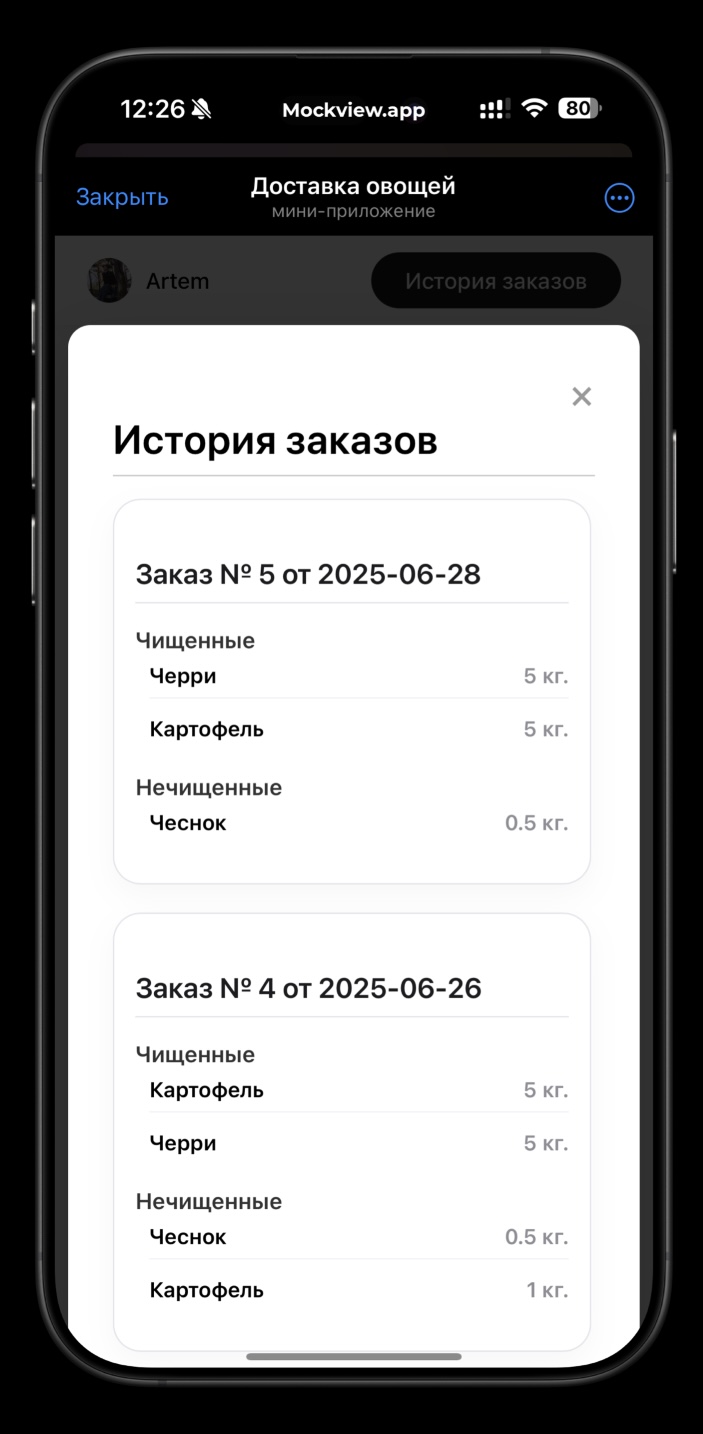 12:26 Mockview.app 80
Закрыть Доставка овощей
мини-приложение
Artem История заказов
История заказов
Заказ № 5 от 2025-06-28
Чищенные
Черри 5 кг.
Картофель 5 кг.
Нечищенные
Чеснок 0.5 кг.
Заказ № 4 от 2025-06-26
Чищенные
Картофель 5 кг.
Черри 5 кг.
Нечищенные
Чеснок 0.5 кг.
Картофель 1 кг.